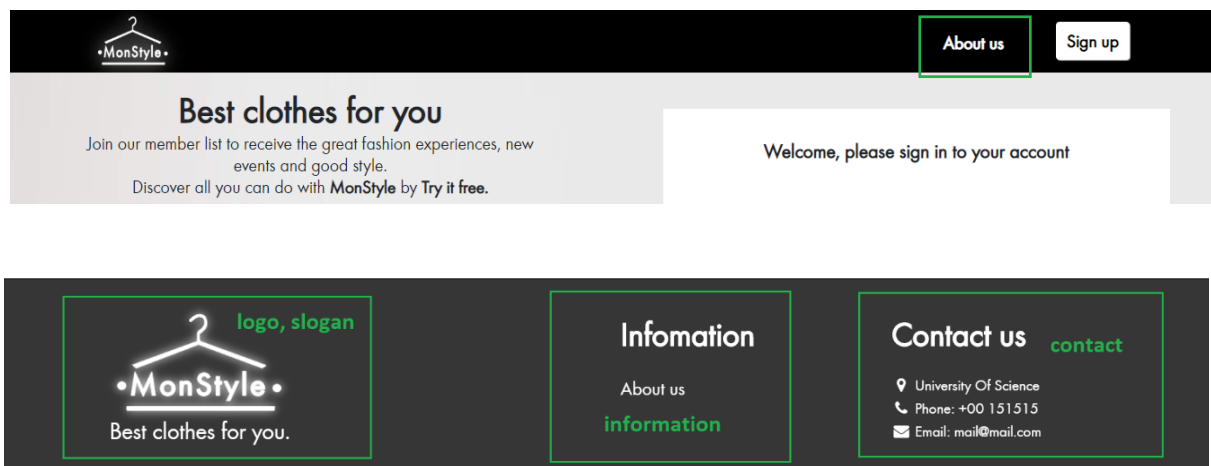 MonStyle
About us
Sign up
Best clothes for you
Join our member list to receive the great fashion experiences, new
events and good style.
Discover all you can do with MonStyle by Try it free.
Welcome, please sign in to your account
logo, slogan
•MonStyle•
Best clothes for you.
Infomation
About us
information
Contact us
contact
University Of Science
Phone: +00 151515
Email: mail@mail.com